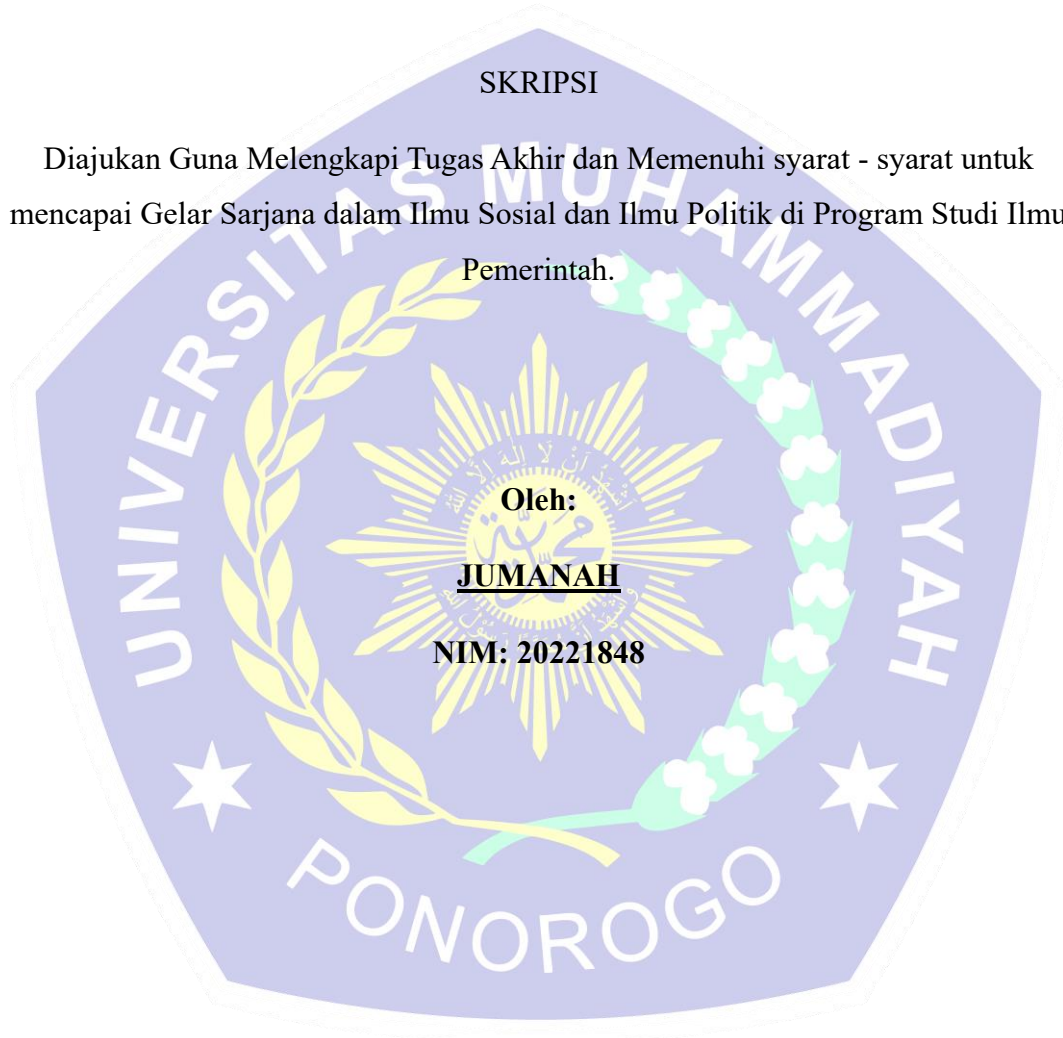 SKRIPSI
Diajukan Guna Melengkapi Tugas Akhir dan Memenuhi syarat - syarat untuk
mencapai Gelar Sarjana dalam Ilmu Sosial dan Ilmu Politik di Program Studi Ilmu
Pemerintah.
UNIVERSITAS MUHAMMADIYAH
Oleh:
JUMANAH
NIM: 20221848
PONOROGO